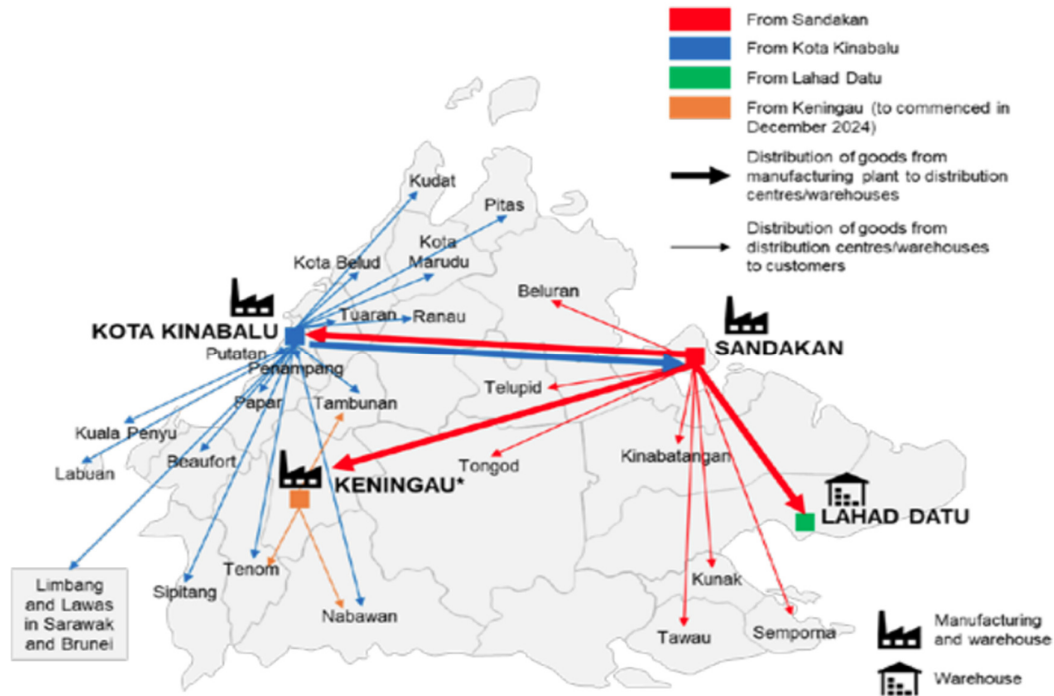 From Sandakan
From Kota Kinabalu
From Lahad Datu
From Keningau (to commenced in
December 2024)
Distribution of goods from
manufacturing plant to distribution
centres/warehouses
Distribution of goods from
distribution centres/warehouses
to customers
Kudat
Pitas
Kota
Marudu
Kota Belud
Beluran
Tuaran
Ranau
KOTA KINABALU
SANDAKAN
Putatan
Penampang
Telupid
Papar
Tambunan
Kuala Penyu
Labuan
Beaufort
Tongod
Kinabatangan
KENINGAU*
LAHAD DATU
Tenom
Kunak
Limbang
and Lawas
in Sarawak
and Brunei
Sipitang
Nabawan
Tawau
Semporna
Manufacturing
and warehouse
Warehouse